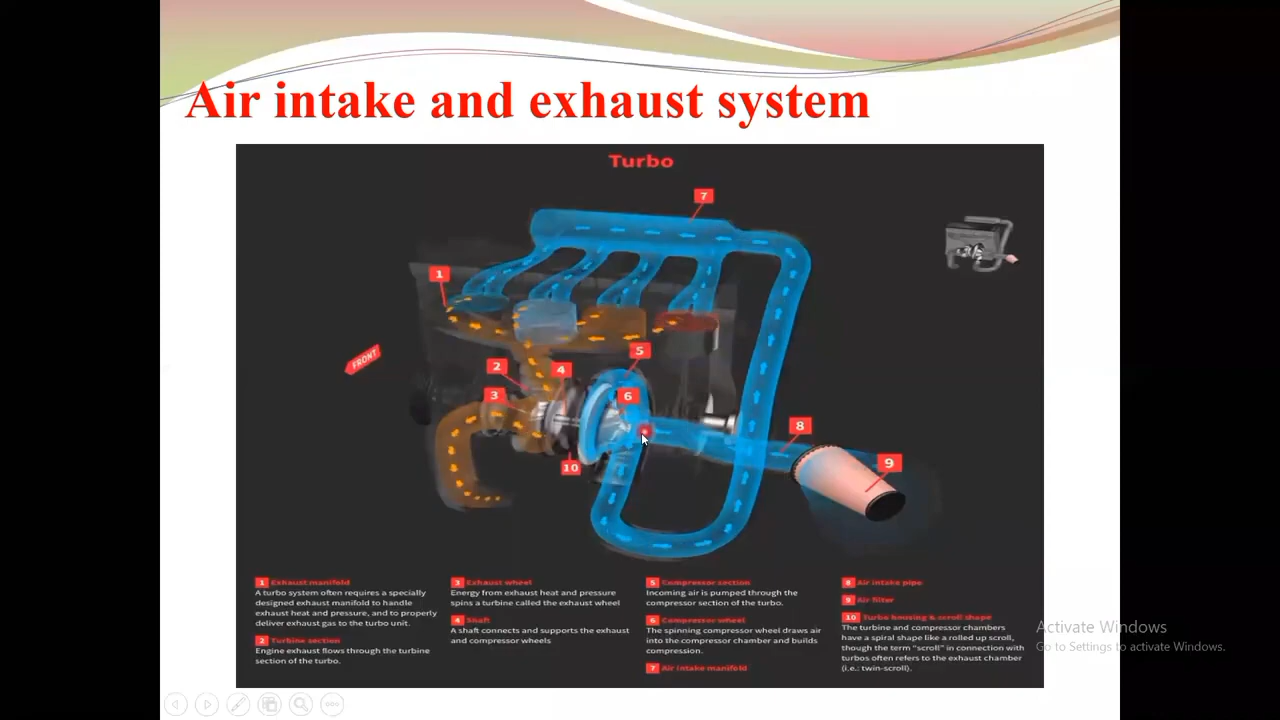 Air intake and exhaust system
Turbo
7
1
FRONT
5
2
4
3
6
8
9
10
1 Exhaust manifold
A turbo system often requires a specially
designed exhaust manifold to handle
exhaust heat and pressure, and to properly
deliver exhaust gas to the turbo unit.
2 Turbine section
Engine exhaust flows through the turbine
section of the turbo.
3 Exhaust wheel
Energy from exhaust heat and pressure
spins a turbine called the exhaust wheel
4 Shaft
A shaft connects and supports the exhaust
and compressor wheels
5 Compressor section
Incoming air is pumped through the
compressor section of the turbo.
6 Compressor wheel
The spinning compressor wheel draws air
into the compressor chamber and builds
compression.
7 Air intake manifold
8 Air intake pipe
9 Air filter
10 Turbo housing & scroll shape
The turbine and compressor chambers
have a spiral shape like a rolled up scroll,
though the term "scroll" in connection with
turbos often refers to the exhaust chamber
(i.e.: twin-scroll).
Activate Windows
Go to Settings to activate Windows.